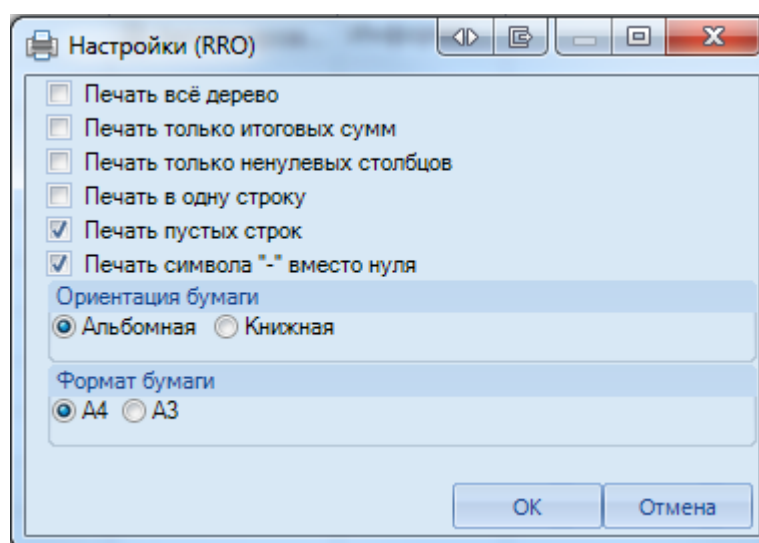 Настройки (RRO)
Печать всё дерево
Печать только итоговых сумм
Печать только ненулевых столбцов
Печать в одну строку
Печать пустых строк
Печать символа "-" вместо нуля
Ориентация бумаги
Альбомная Книжная
Формат бумаги
A4 A3
ОК Отмена